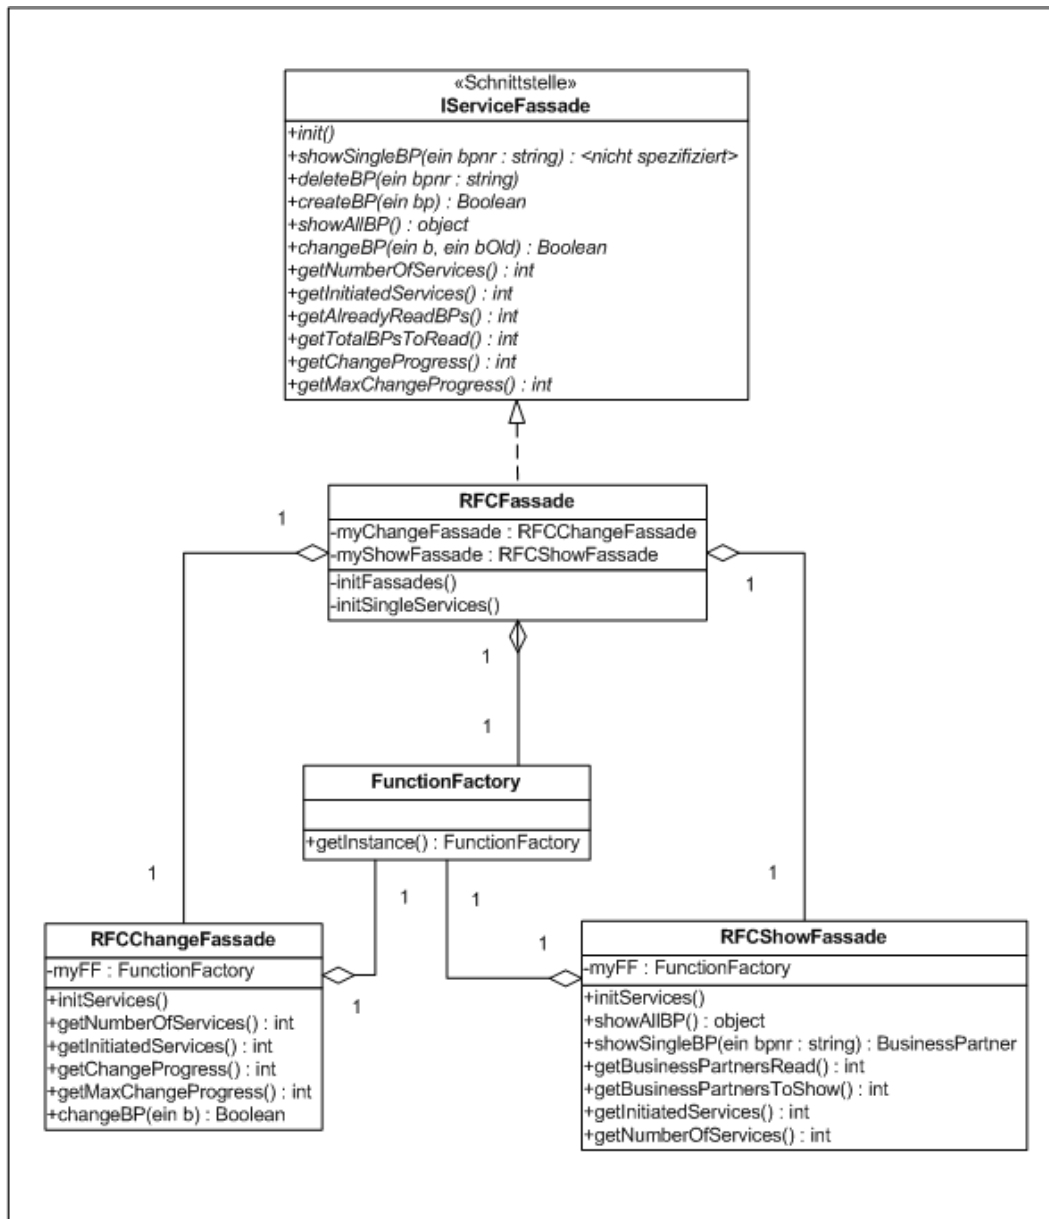 «Schnittstelle»
IServiceFassade
+init()
+showSingleBP(ein bpnr : string) : <nicht spezifiziert>
+deleteBP(ein bpnr : string)
+createBP(ein bp) : Boolean
+showAllBP() : object
+changeBP(ein b, ein bOld) : Boolean
+getNumberOfServices() : int
+getInitiatedServices() : int
+getAlreadyReadBPs() : int
+getTotalBPsToRead() : int
+getChangeProgress() : int
+getMaxChangeProgress() : int
RFCFassade
-myChangeFassade : RFCChangeFassade
-myShowFassade : RFCShowFassade
-initFassades()
-initSingleServices()
1
1
1
1
FunctionFactory
+getInstance() : FunctionFactory
1
1
1
1
RFCChangeFassade
-myFF : FunctionFactory
+initServices()
+getNumberOfServices() : int
+getInitiatedServices() : int
+getChangeProgress() : int
+getMaxChangeProgress() : int
+changeBP(ein b) : Boolean
1
1
RFCShowFassade
-myFF : FunctionFactory
+initServices()
+showAllBP() : object
+showSingleBP(ein bpnr : string) : BusinessPartner
+getBusinessPartnersRead() : int
+getBusinessPartnersToShow() : int
+getInitiatedServices() : int
+getNumberOfServices() : int